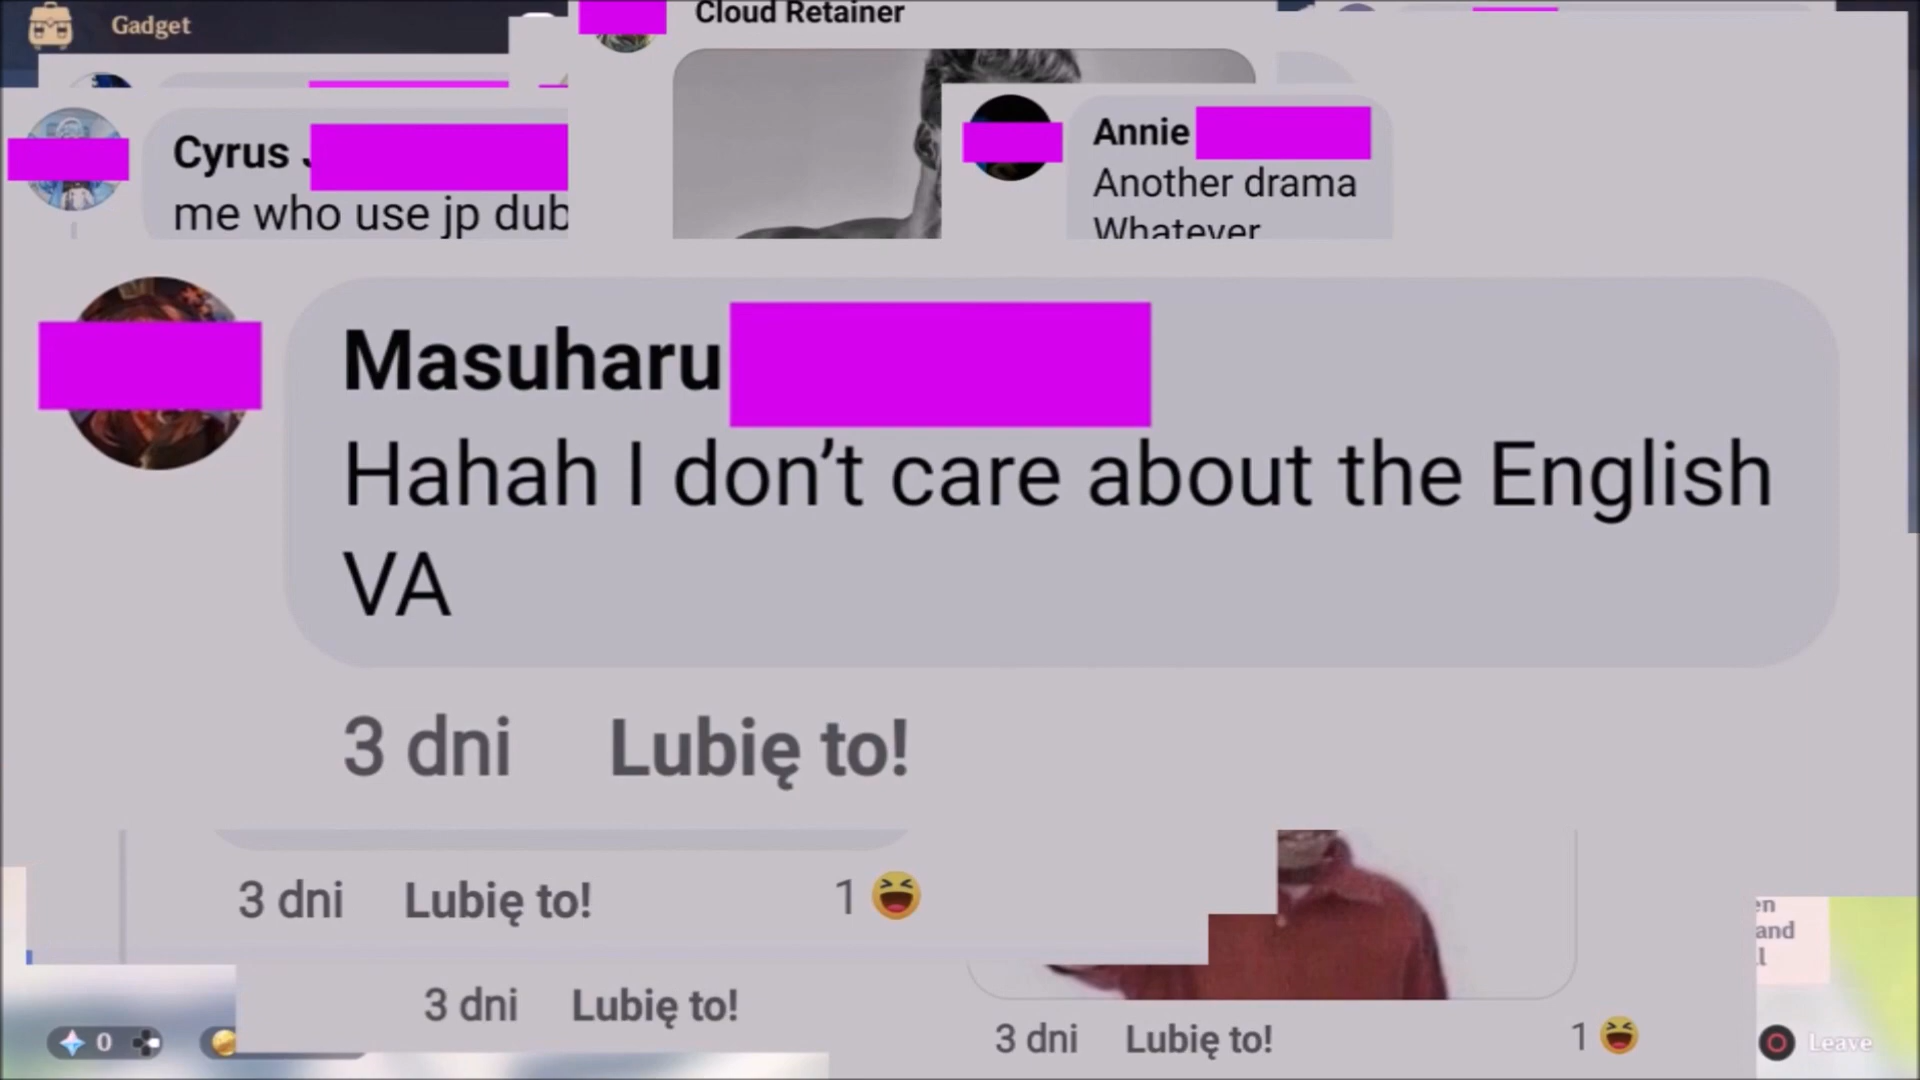 Gadget
Cloud Retainer
Cyrus
me who use jp dub
Annie
Another drama
Whatever
Masuharu
Hahah I don’t care about the English
VA
3 dni Lubię to!
3 dni Lubię to! 1
and
3 dni Lubię to!
3 dni Lubię to! 1
0
Leave